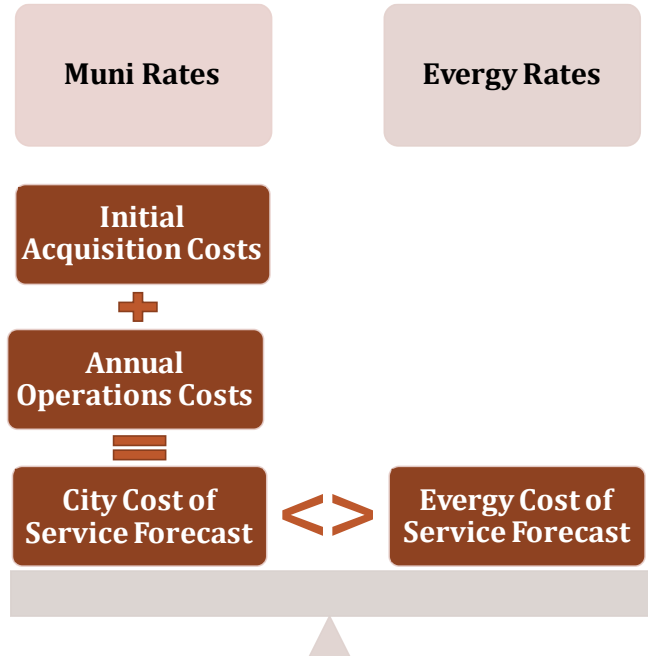 Muni Rates
Evergy Rates
Initial
Acquisition Costs
+
Annual
Operations Costs
=
City Cost of
Service Forecast
<>
Evergy Cost of
Service Forecast